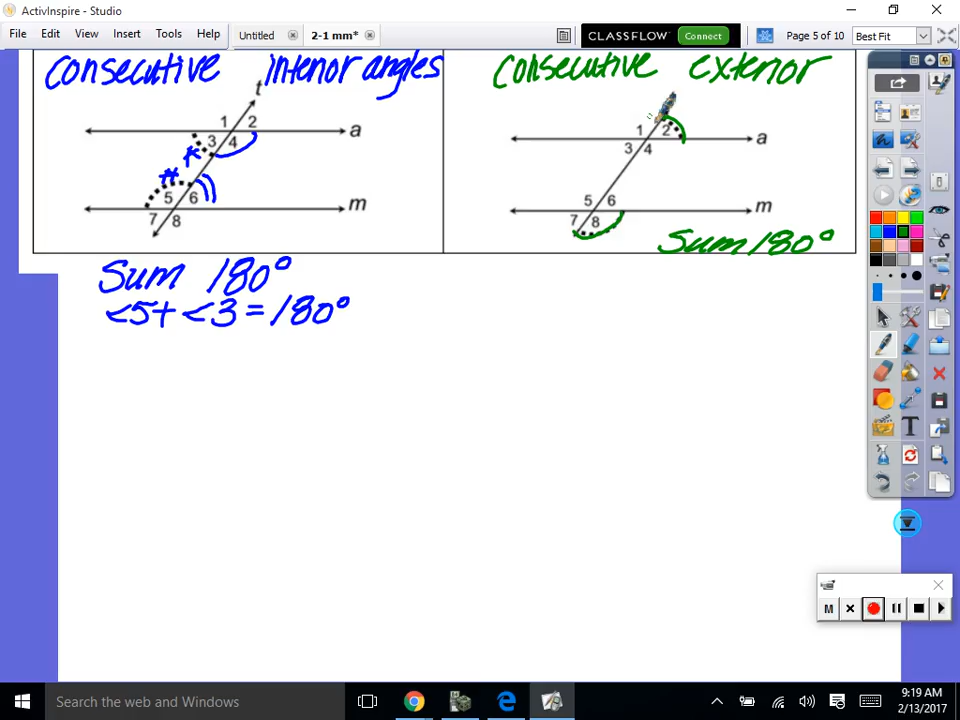 ActivInspire - Studio
File Edit View Insert Tools Help
Untitled
2-1 mm*
CLASSFLOW™ Connect
Page 5 of 10
Best Fit
Consecutive Interior angles
t
1 2
a
3 4
5 6
m
7 8
Sum 180°
<5+ <3 = 180°
Consecutive exterior
1 2
a
3 4
5 6
m
7 8
Sum 180°
T
M
Search the web and Windows
9:19 AM
2/13/2017